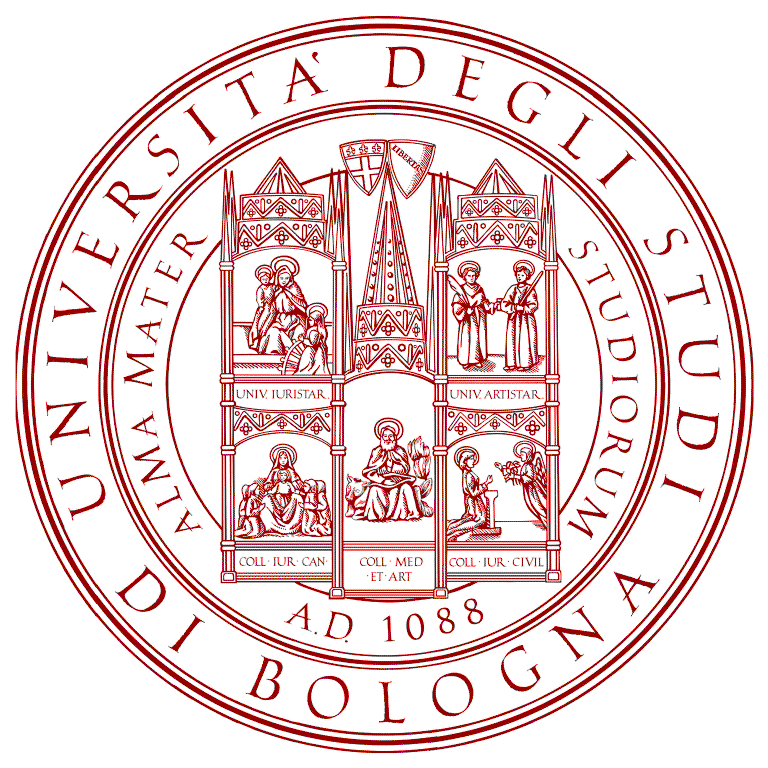 UNIVERSITÀ DEGLI STUDI
DI BOLOGNA
ALMA MATER
STUDIORUM
A.D. 1088
LIBERTAS
UNIV. IURISTAR.
UNIV. ARTISTAR.
COLL · IUR · CAN ·
COLL · MED
· ET · ART
COLL · IUR · CIVIL